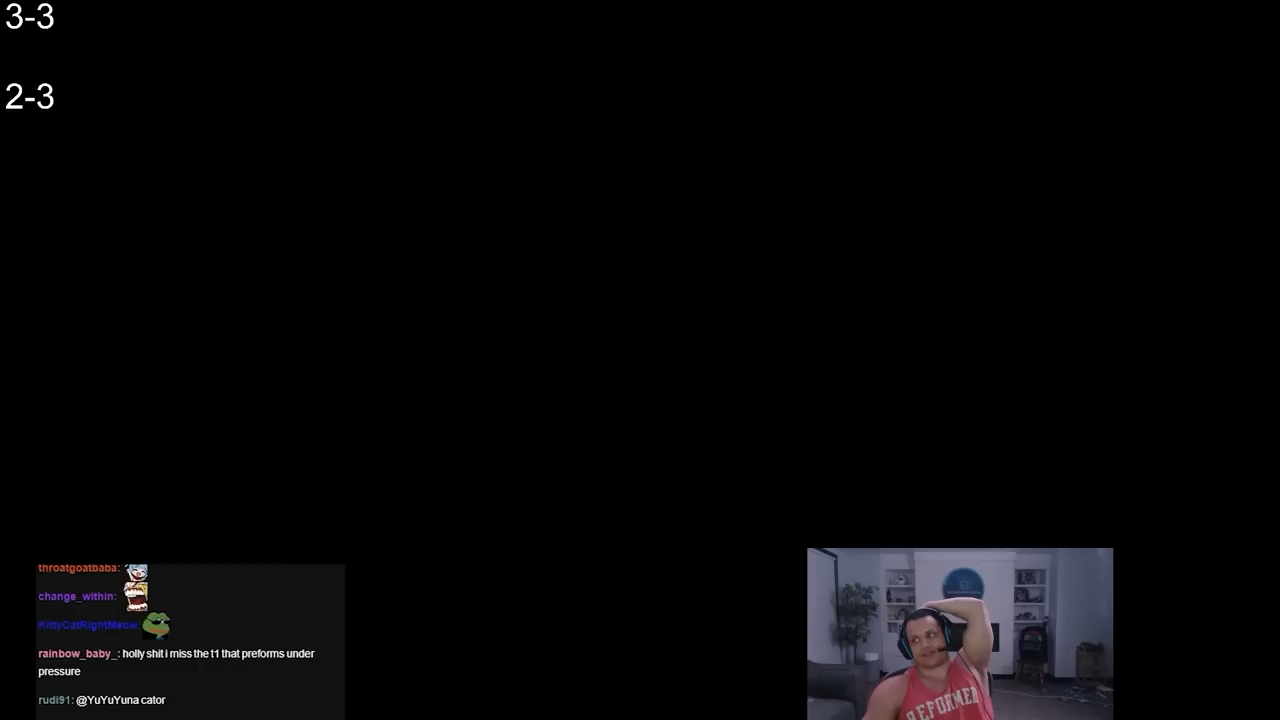 3-3
2-3
throatgoatbaba:
change_within:
KittyCatRightMeow:
rainbow_baby_: holly shit i miss the t1 that preforms under
pressure
rudi91: @YuYuYuna cator
REFORMED